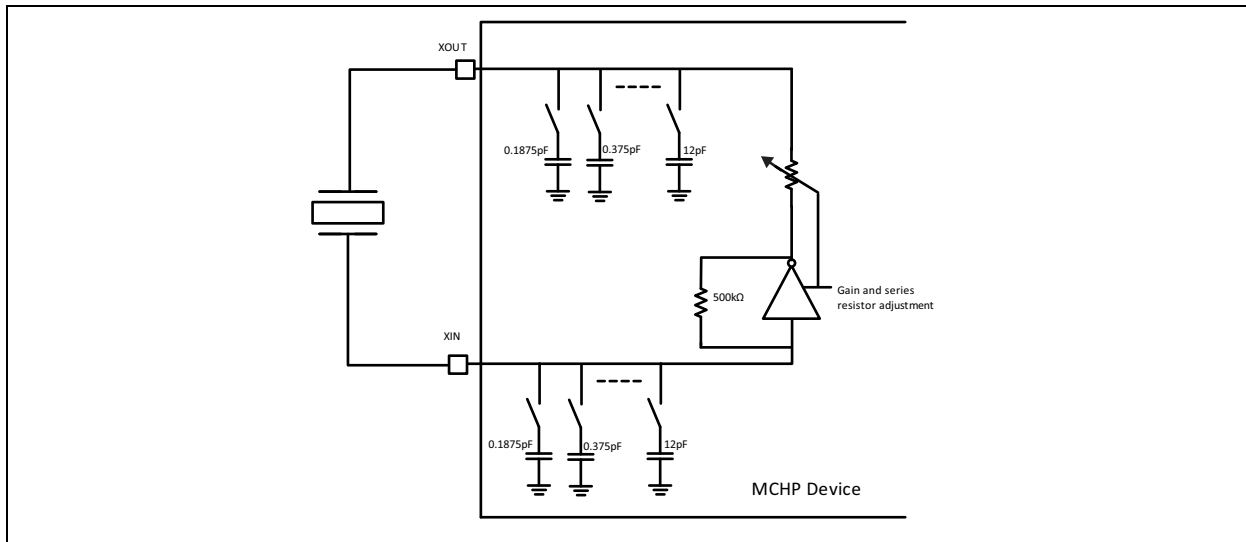 XOUT
0.1875pF
0.375pF
12pF
500kΩ
Gain and series
resistor adjustment
XIN
0.1875pF
0.375pF
12pF
MCHP Device